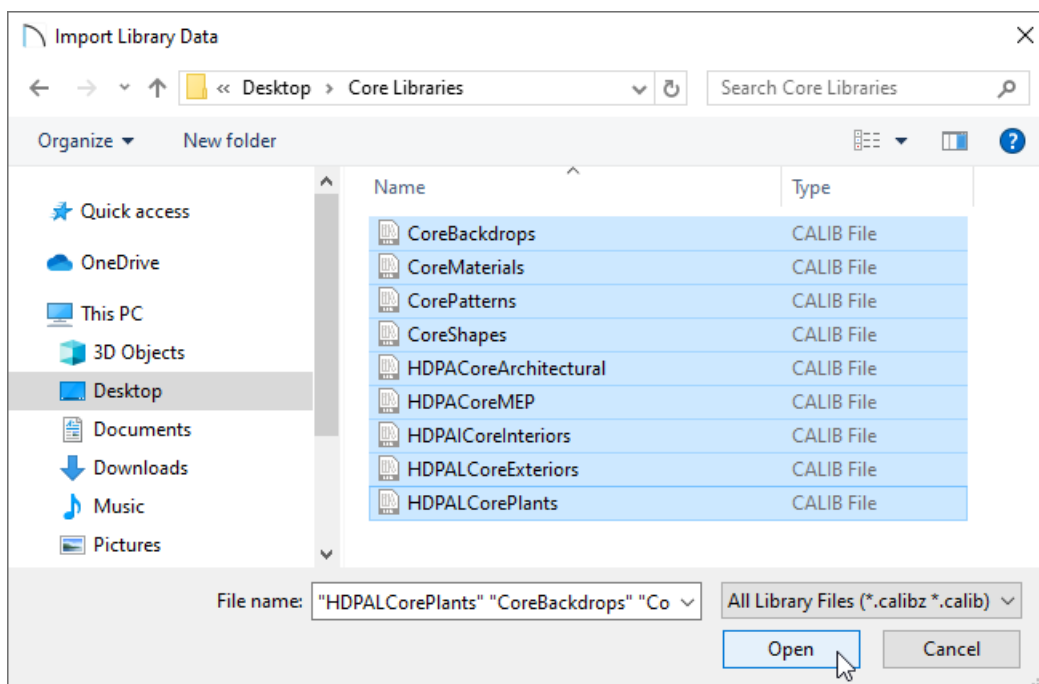 Import Library Data
« Desktop › Core Libraries
Search Core Libraries
Organize
New folder
?
Name
Type
Quick access
OneDrive
This PC
3D Objects
Desktop
Documents
Downloads
Music
Pictures
CoreBackdrops CALIB File
CoreMaterials CALIB File
CorePatterns CALIB File
CoreShapes CALIB File
HDPACoreArchitectural CALIB File
HDPACoreMEP CALIB File
HDPAICoreInteriors CALIB File
HDPALCoreExteriors CALIB File
HDPALCorePlants CALIB File
File name: "HDPALCorePlants" "CoreBackdrops" "Co
All Library Files (*.calibz *.calib)
Open
Cancel